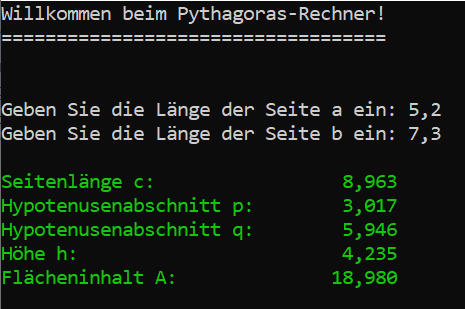 Willkommen beim Pythagoras-Rechner!
===================================
Geben Sie die Länge der Seite a ein: 5,2
Geben Sie die Länge der Seite b ein: 7,3
Seitenlänge c: 8,963
Hypotenusenabschnitt p: 3,017
Hypotenusenabschnitt q: 5,946
Höhe h: 4,235
Flächeninhalt A: 18,980